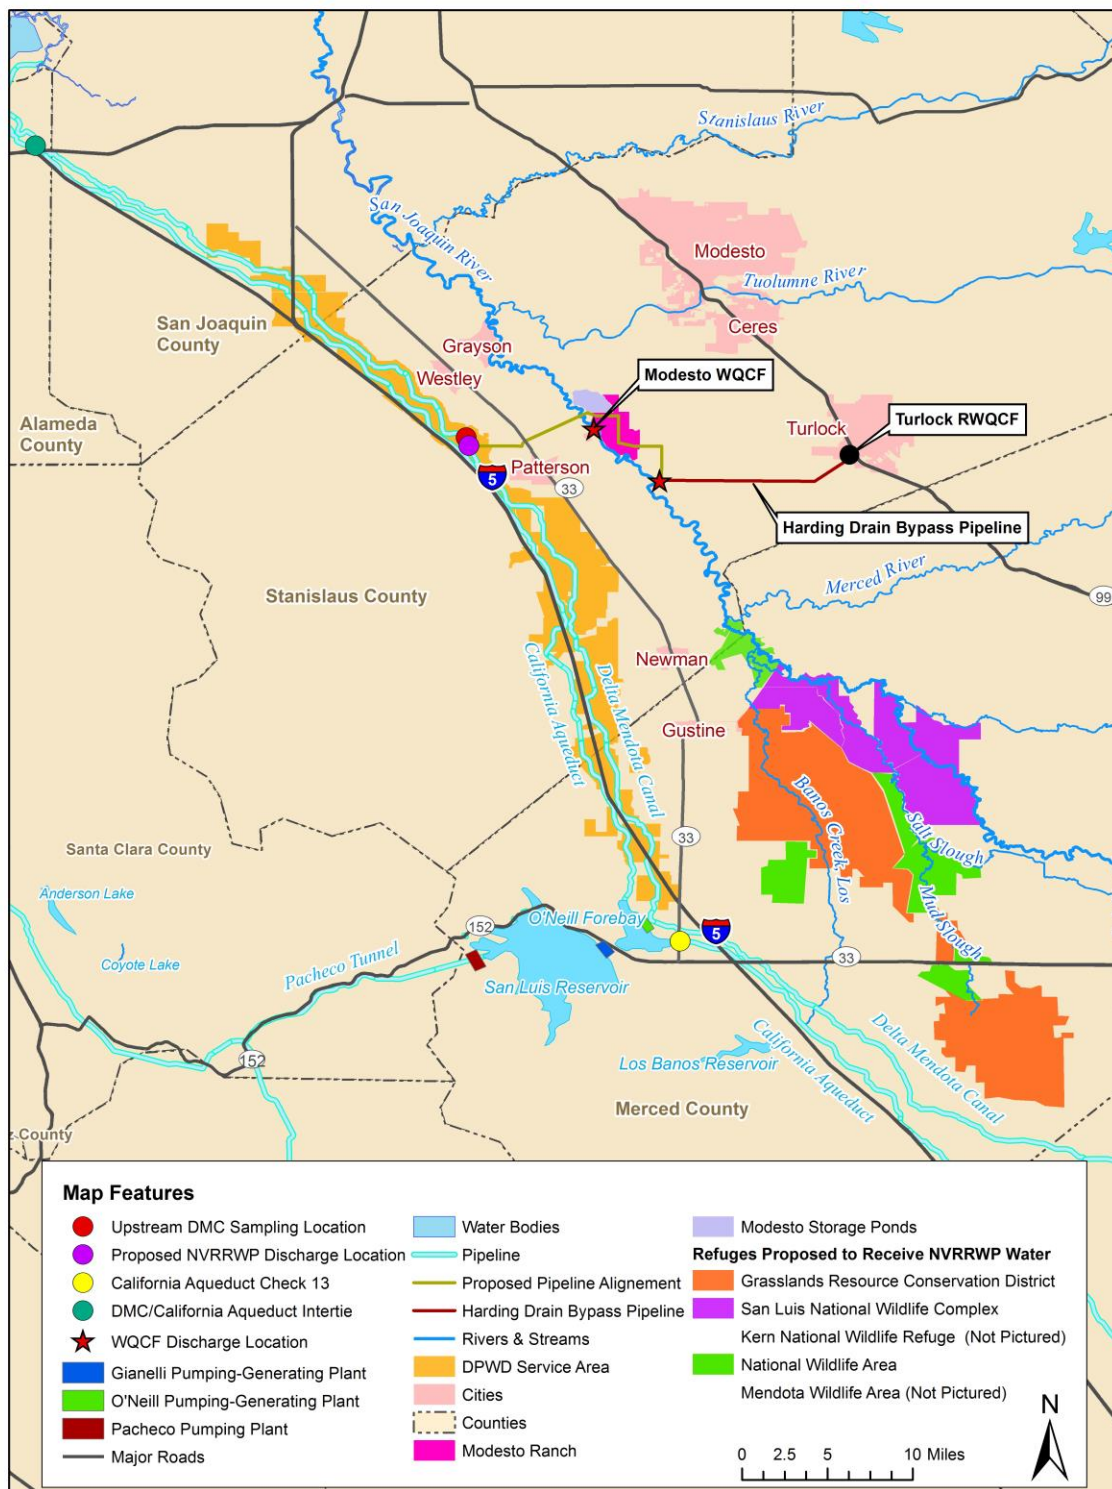 Stanislaus River
San Joaquin River
Modesto
Tuolumne River
San Joaquin
County
Ceres
Grayson
Westley
Modesto WQCF
Alameda
County
Turlock
Turlock RWQCF
Patterson
5
33
Harding Drain Bypass Pipeline
Merced River
99
Stanislaus County
Newman
Gustine
California Aqueduct
Delta Mendota Canal
Banos Creek, Los
Salt Slough
Mud Slough
33
Santa Clara County
Anderson Lake
Coyote Lake
Pacheco Tunnel
152
O'Neill Forebay
5
33
San Luis Reservoir
152
Los Banos Reservoir
California Aqueduct
Delta Mendota Canal
Merced County
z County
Map Features
Upstream DMC Sampling Location
Proposed NVRRWP Discharge Location
California Aqueduct Check 13
DMC/California Aqueduct Intertie
WQCF Discharge Location
Gianelli Pumping-Generating Plant
O'Neill Pumping-Generating Plant
Pacheco Pumping Plant
Major Roads
Water Bodies
Pipeline
Proposed Pipeline Alignement
Harding Drain Bypass Pipeline
Rivers & Streams
DPWD Service Area
Cities
Counties
Modesto Ranch
Modesto Storage Ponds
Refuges Proposed to Receive NVRRWP Water
Grasslands Resource Conservation District
San Luis National Wildlife Complex
Kern National Wildlife Refuge (Not Pictured)
National Wildlife Area
Mendota Wildlife Area (Not Pictured)
N
0 2.5 5 10 Miles